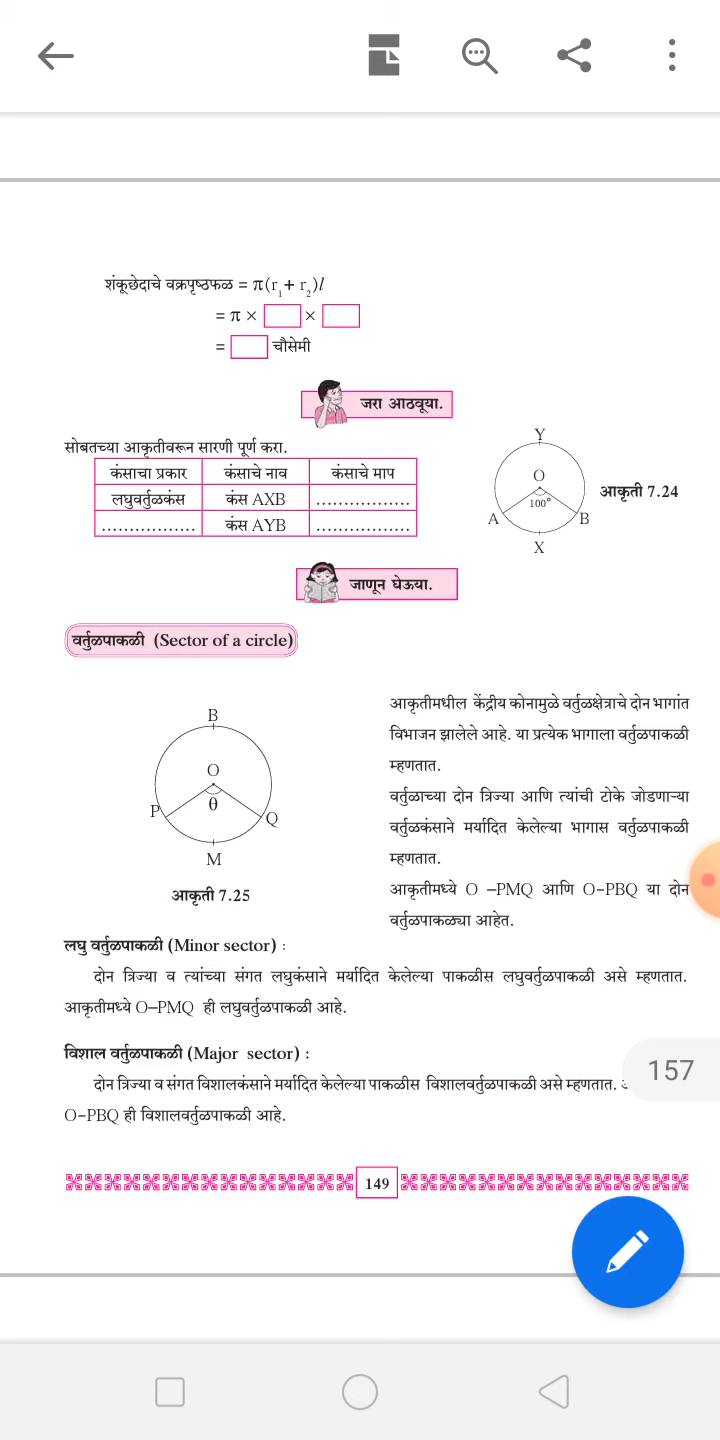 शंकूछेदाचे वक्रपृष्ठफळ = π(r₁ + r₂)l
= π × □ × □
= □ चौसेमी
जरा आठवूया.
सोबतच्या आकृतीवरून सारणी पूर्ण करा.
कंसाचा प्रकार कंसाचे नाव कंसाचे माप
लघुवर्तुळकंस कंस AXB .................
................. कंस AYB .................
Y
O
100°
A
B
X
आकृती 7.24
जाणून घेऊया.
वर्तुळपाकळी (Sector of a circle)
B
O
θ
P
Q
M
आकृती 7.25
आकृतीमधील केंद्रीय कोनामुळे वर्तुळक्षेत्राचे दोन भागांत
विभाजन झालेले आहे. या प्रत्येक भागाला वर्तुळपाकळी
म्हणतात.
वर्तुळाच्या दोन त्रिज्या आणि त्यांची टोके जोडणाऱ्या
वर्तुळकंसाने मर्यादित केलेल्या भागास वर्तुळपाकळी
म्हणतात.
आकृतीमध्ये O –PMQ आणि O-PBQ या दोन
वर्तुळपाकळ्या आहेत.
लघु वर्तुळपाकळी (Minor sector) :
दोन त्रिज्या व त्यांच्या संगत लघुकंसाने मर्यादित केलेल्या पाकळीस लघुवर्तुळपाकळी असे म्हणतात.
आकृतीमध्ये O–PMQ ही लघुवर्तुळपाकळी आहे.
विशाल वर्तुळपाकळी (Major sector) :
दोन त्रिज्या व संगत विशालकंसाने मर्यादित केलेल्या पाकळीस विशालवर्तुळपाकळी असे म्हणतात.
O-PBQ ही विशालवर्तुळपाकळी आहे.
157
149